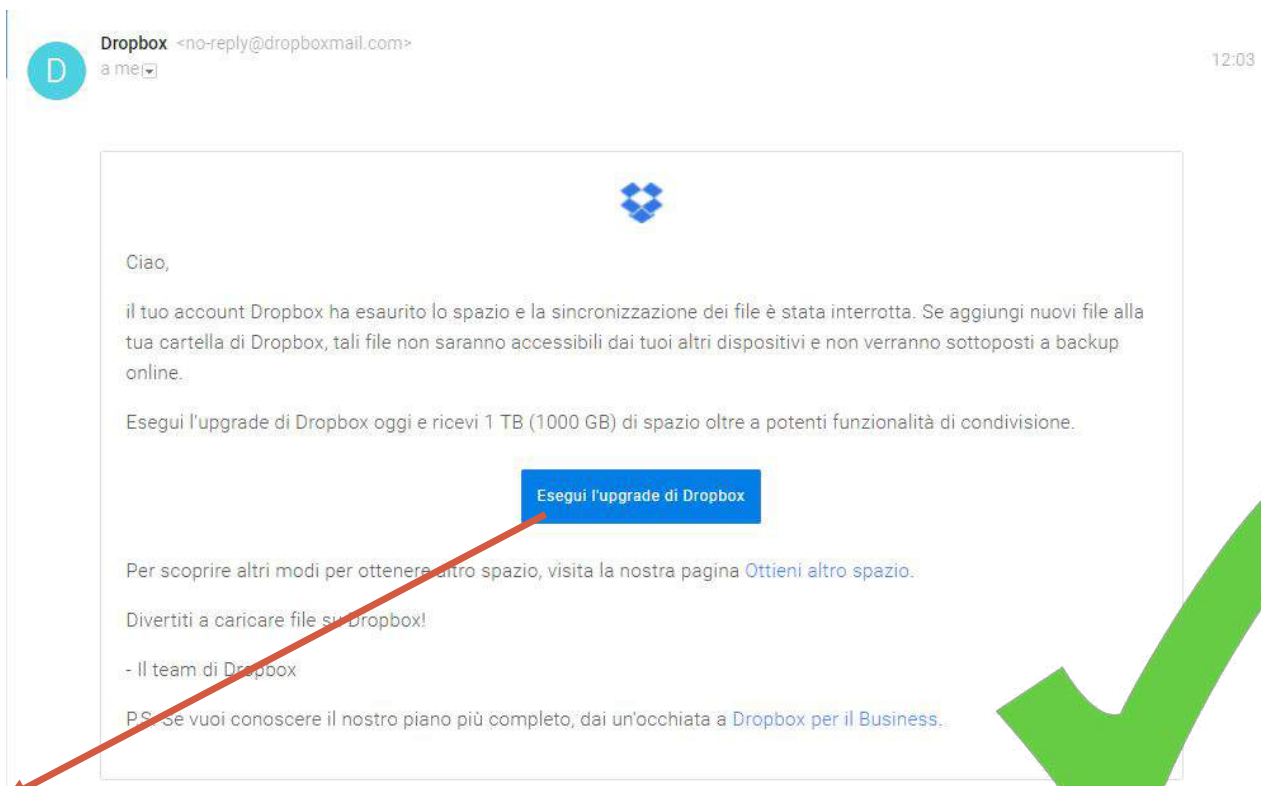 Dropbox <no-reply@dropboxmail.com>
a me
12:03
D
Ciao,
il tuo account Dropbox ha esaurito lo spazio e la sincronizzazione dei file è stata interrotta. Se aggiungi nuovi file alla
tua cartella di Dropbox, tali file non saranno accessibili dai tuoi altri dispositivi e non verranno sottoposti a backup
online.
Esegui l'upgrade di Dropbox oggi e ricevi 1 TB (1000 GB) di spazio oltre a potenti funzionalità di condivisione.
Esegui l'upgrade di Dropbox
Per scoprire altri modi per ottenere altro spazio, visita la nostra pagina Ottieni altro spazio.
Divertiti a caricare file su Dropbox!
- Il team di Dropbox
P.S. Se vuoi conoscere il nostro piano più completo, dai un'occhiata a Dropbox per il Business.